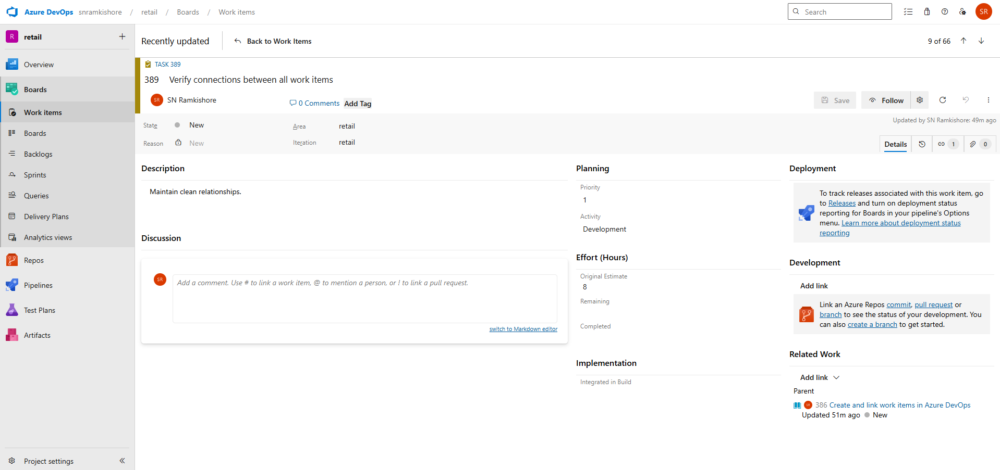 Azure DevOps snramkishore / retail / Boards / Work items
Search
SR
R retail
Recently updated
Back to Work Items
9 of 66
Overview
Boards
Work items
Boards
Backlogs
Sprints
Queries
Delivery Plans
Analytics views
Repos
Pipelines
Test Plans
Artifacts
Project settings
TASK 389
389 Verify connections between all work items
SR SN Ramkishore
0 Comments
Add Tag
Save
Follow
State New
Area retail
Updated by SN Ramkishore: 49m ago
Reason New
Iteration retail
Details
1
0
Description
Maintain clean relationships.
Discussion
SR
Add a comment. Use # to link a work item, @ to mention a person, or ! to link a pull request.
switch to Markdown editor
Planning
Priority
1
Activity
Development
Effort (Hours)
Original Estimate
8
Remaining
Completed
Implementation
Integrated in Build
Deployment
To track releases associated with this work item, go
to Releases and turn on deployment status
reporting for Boards in your pipeline's Options
menu. Learn more about deployment status
reporting
Development
Add link
Link an Azure Repos commit, pull request or
branch to see the status of your development. You
can also create a branch to get started.
Related Work
Add link
Parent
SR 386 Create and link work items in Azure DevOps
Updated 51m ago New